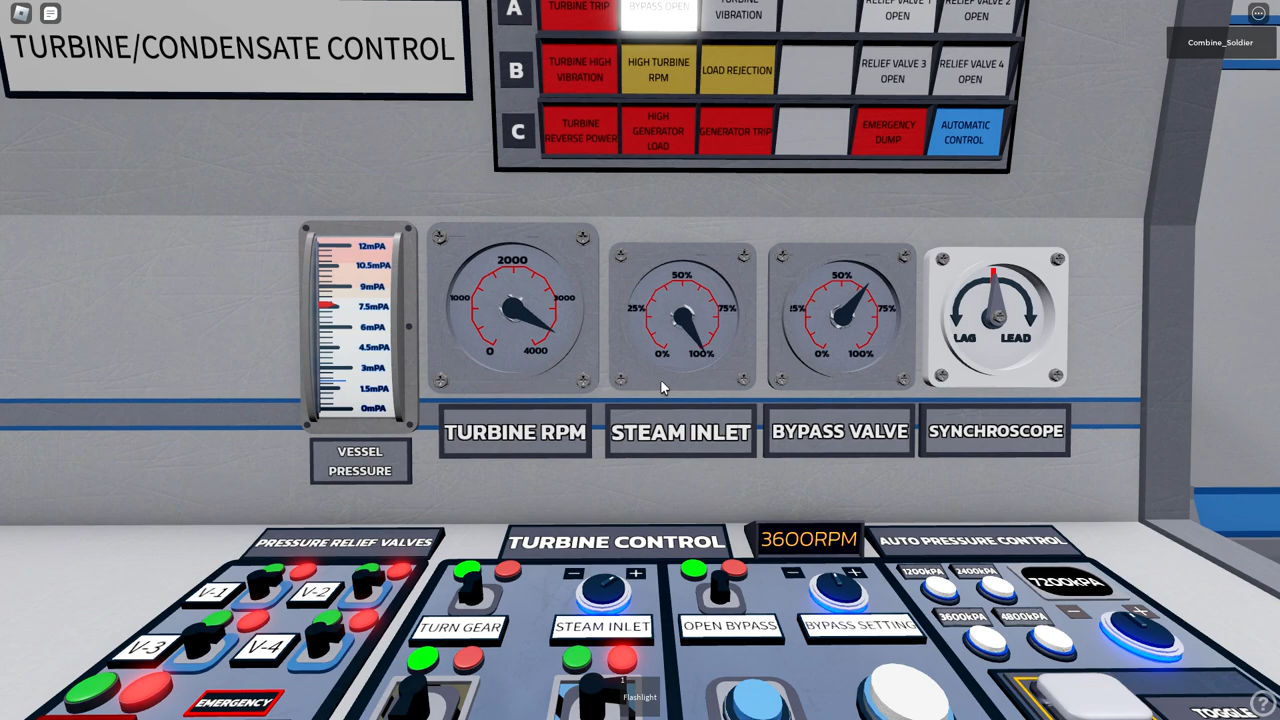 TURBINE/CONDENSATE CONTROL
A
TURBINE TRIP
BYPASS OPEN
TURBINE
VIBRATION
RELIEF VALVE 1
OPEN
RELIEF VALVE 2
OPEN
Combine_Soldier
B
TURBINE HIGH
VIBRATION
HIGH TURBINE
RPM
LOAD REJECTION
RELIEF VALVE 3
OPEN
RELIEF VALVE 4
OPEN
C
TURBINE
REVERSE POWER
HIGH
GENERATOR
LOAD
GENERATOR TRIP
EMERGENCY
DUMP
AUTOMATIC
CONTROL
12mPA
10.5mPA
9mPA
7.5mPA
6mPA
4.5mPA
3mPA
1.5mPA
0mPA
VESSEL
PRESSURE
2000
1000
3000
0
4000
TURBINE RPM
50%
25%
75%
0%
100%
STEAM INLET
50%
75%
0%
100%
BYPASS VALVE
LAG
LEAD
SYNCHROSCOPE
PRESSURE RELIEF VALVES
TURBINE CONTROL
3600RPM
AUTO PRESSURE CONTROL
V-1
V-2
V-3
V-4
EMERGENCY
TURN GEAR
STEAM INLET
OPEN BYPASS
BYPASS SETTING
1200kPA
2400kPA
7200kPA
3600kPA
4800kPA
1
Flashlight
TOGGLE
?